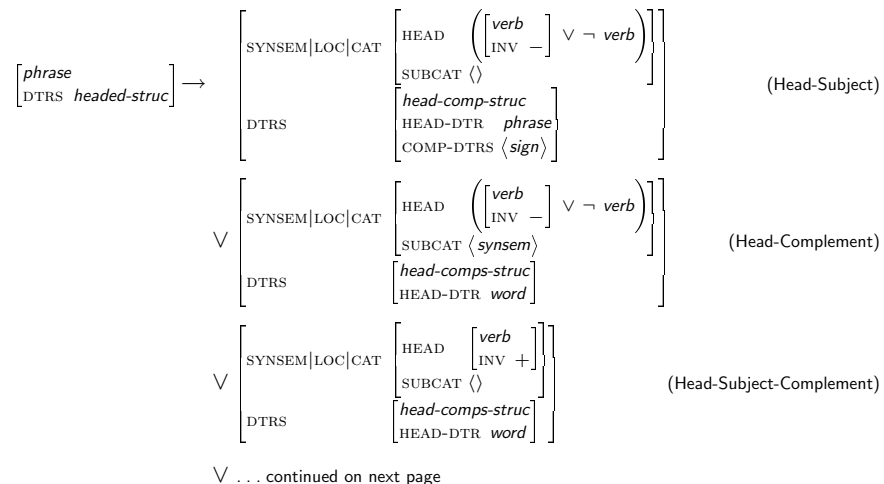 [phrase
DTRS headed-struc] →
[SYNSEM|LOC|CAT [HEAD ([verb
INV −] ∨ ¬ verb)
SUBCAT ⟨⟩]
DTRS [head-comp-struc
HEAD-DTR phrase
COMP-DTRS ⟨sign⟩]]
(Head-Subject)
∨ [SYNSEM|LOC|CAT [HEAD ([verb
INV −] ∨ ¬ verb)
SUBCAT ⟨synsem⟩]
DTRS [head-comps-struc
HEAD-DTR word]]
(Head-Complement)
∨ [SYNSEM|LOC|CAT [HEAD [verb
INV +]
SUBCAT ⟨⟩]
DTRS [head-comps-struc
HEAD-DTR word]]
(Head-Subject-Complement)
∨ . . . continued on next page